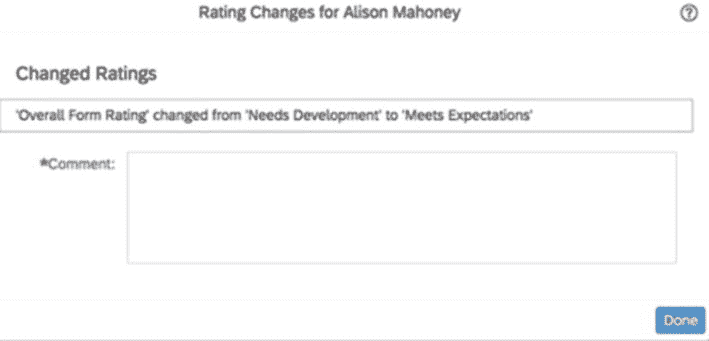 Rating Changes for Alison Mahoney
?
Changed Ratings
'Overall Form Rating' changed from 'Needs Development' to 'Meets Expectations'
*Comment:
Done